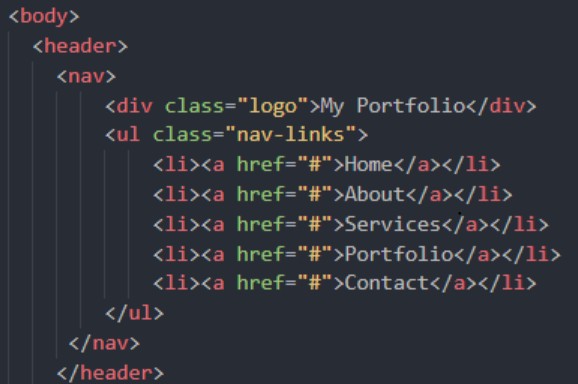 <body>
<header>
<nav>
<div class="logo">My Portfolio</div>
<ul class="nav-links">
<li><a href="#">Home</a></li>
<li><a href="#">About</a></li>
<li><a href="#">Services</a></li>
<li><a href="#">Portfolio</a></li>
<li><a href="#">Contact</a></li>
</ul>
</nav>
</header>